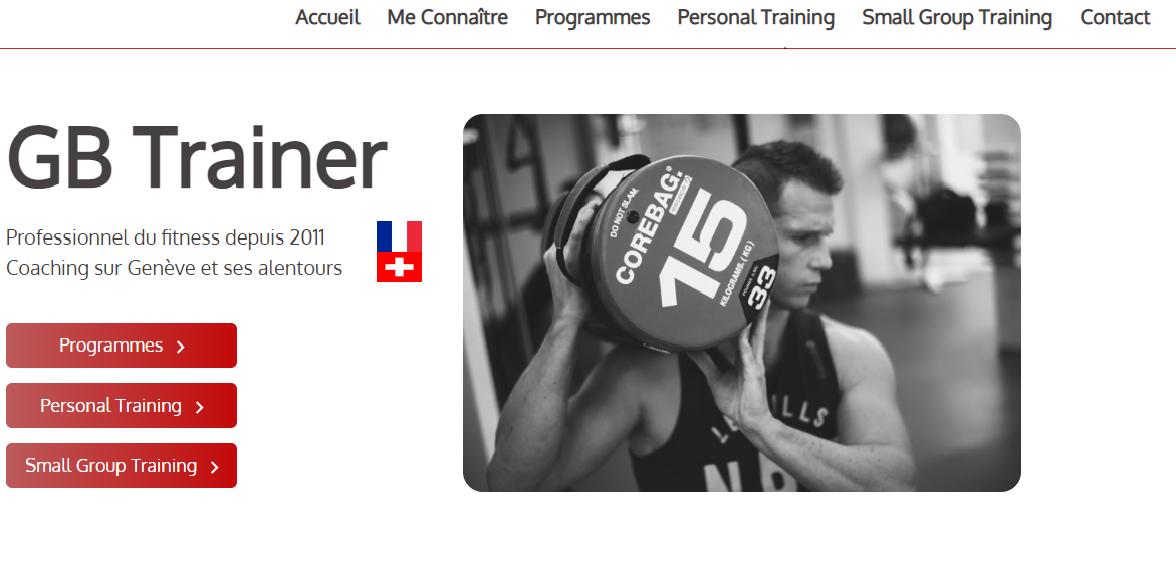 Accueil Me Connaître Programmes Personal Training Small Group Training Contact
GB Trainer
Professionnel du fitness depuis 2011
Coaching sur Genève et ses alentours
Programmes
Personal Training
Small Group Training
DO NOT SLAM.
COREBAG.
15
KILOGRAMS. (KG)
33